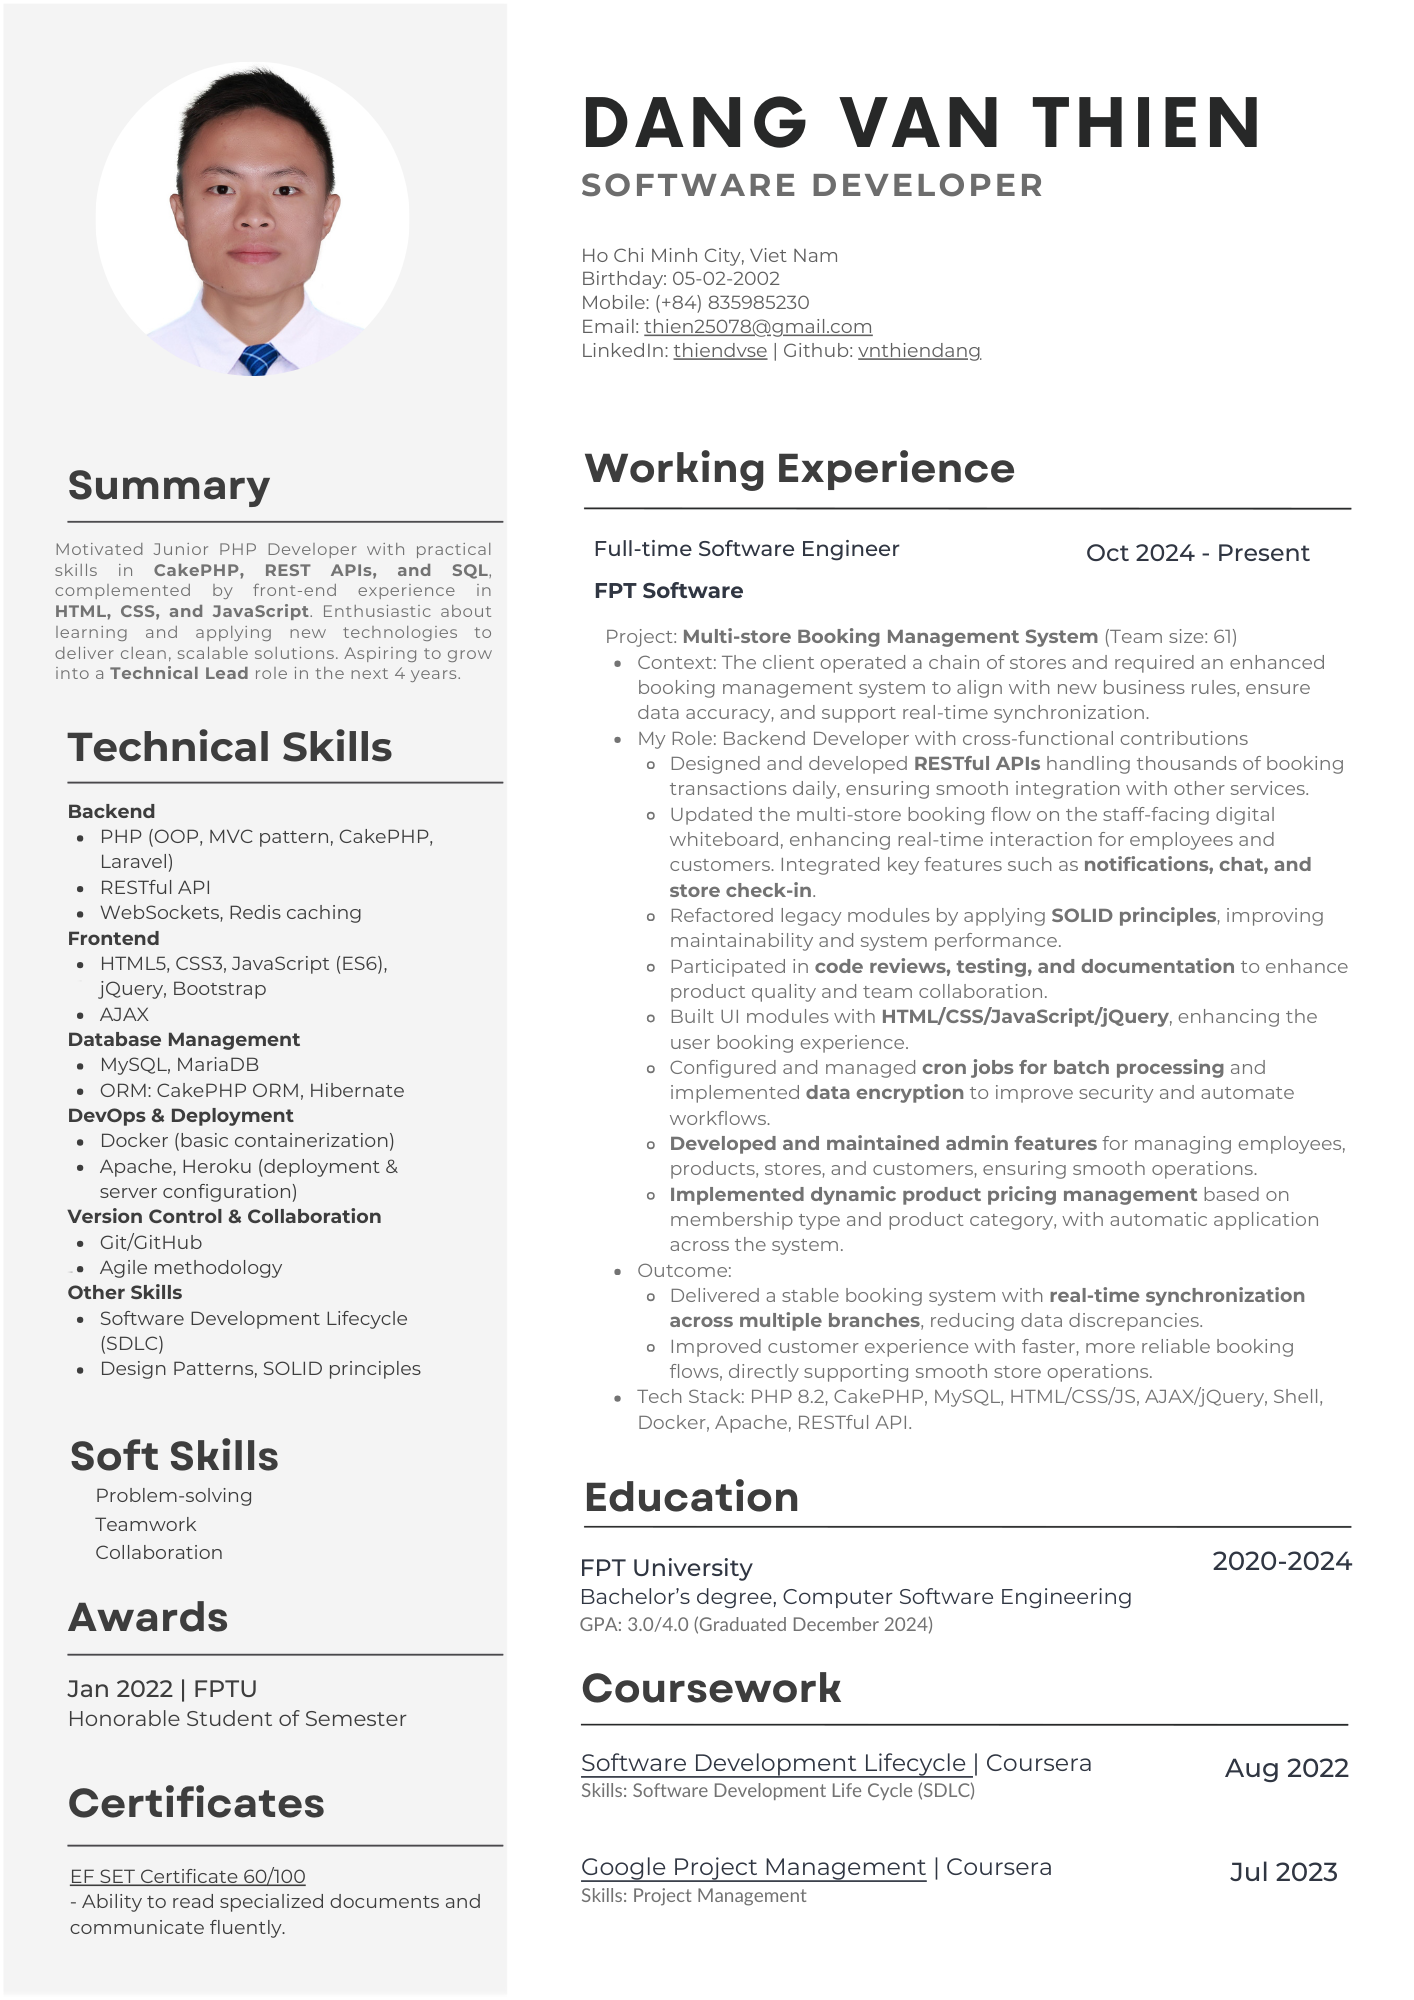 DANG VAN THIEN
SOFTWARE DEVELOPER
Ho Chi Minh City, Viet Nam
Birthday: 05-02-2002
Mobile: (+84) 835985230
Email: thien25078@gmail.com
LinkedIn: thiendvse | Github: vnthiendang
Summary
Motivated Junior PHP Developer with practical
skills in CakePHP, REST APIs, and SQL,
complemented by front-end experience in
HTML, CSS, and JavaScript. Enthusiastic about
learning and applying new technologies to
deliver clean, scalable solutions. Aspiring to grow
into a Technical Lead role in the next 4 years.
Technical Skills
Backend
• PHP (OOP, MVC pattern, CakePHP,
Laravel)
• RESTful API
• WebSockets, Redis caching
Frontend
• HTML5, CSS3, JavaScript (ES6),
jQuery, Bootstrap
• AJAX
Database Management
• MySQL, MariaDB
• ORM: CakePHP ORM, Hibernate
DevOps & Deployment
• Docker (basic containerization)
• Apache, Heroku (deployment &
server configuration)
Version Control & Collaboration
• Git/GitHub
• Agile methodology
Other Skills
• Software Development Lifecycle
(SDLC)
• Design Patterns, SOLID principles
Soft Skills
Problem-solving
Teamwork
Collaboration
Awards
Jan 2022 | FPTU
Honorable Student of Semester
Certificates
EF SET Certificate 60/100
- Ability to read specialized documents and
communicate fluently.
Working Experience
Full-time Software Engineer
Oct 2024 - Present
FPT Software
Project: Multi-store Booking Management System (Team size: 61)
• Context: The client operated a chain of stores and required an enhanced
booking management system to align with new business rules, ensure
data accuracy, and support real-time synchronization.
• My Role: Backend Developer with cross-functional contributions
◦ Designed and developed RESTful APIs handling thousands of booking
transactions daily, ensuring smooth integration with other services.
◦ Updated the multi-store booking flow on the staff-facing digital
whiteboard, enhancing real-time interaction for employees and
customers. Integrated key features such as notifications, chat, and
store check-in.
◦ Refactored legacy modules by applying SOLID principles, improving
maintainability and system performance.
◦ Participated in code reviews, testing, and documentation to enhance
product quality and team collaboration.
◦ Built UI modules with HTML/CSS/JavaScript/jQuery, enhancing the
user booking experience.
◦ Configured and managed cron jobs for batch processing and
implemented data encryption to improve security and automate
workflows.
◦ Developed and maintained admin features for managing employees,
products, stores, and customers, ensuring smooth operations.
◦ Implemented dynamic product pricing management based on
membership type and product category, with automatic application
across the system.
• Outcome:
◦ Delivered a stable booking system with real-time synchronization
across multiple branches, reducing data discrepancies.
◦ Improved customer experience with faster, more reliable booking
flows, directly supporting smooth store operations.
• Tech Stack: PHP 8.2, CakePHP, MySQL, HTML/CSS/JS, AJAX/jQuery, Shell,
Docker, Apache, RESTful API.
Education
FPT University
2020-2024
Bachelor’s degree, Computer Software Engineering
GPA: 3.0/4.0 (Graduated December 2024)
Coursework
Software Development Lifecycle | Coursera
Aug 2022
Skills: Software Development Life Cycle (SDLC)
Google Project Management | Coursera
Jul 2023
Skills: Project Management